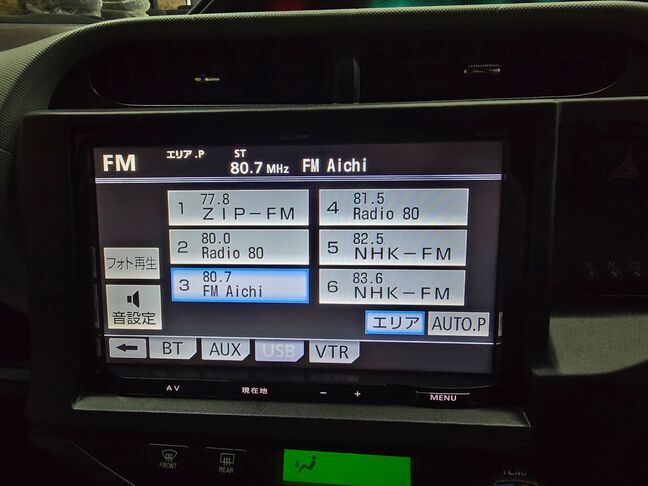 ECLIPSE
FM エリア.P ST 80.7 MHz FM Aichi
1 77.8 ZIP-FM
4 81.5 Radio 80
2 80.0 Radio 80
5 82.5 NHK-FM
3 80.7 FM Aichi
6 83.6 NHK-FM
フォト再生
音設定
エリア AUTO.P
BT AUX USB VTR
AV 現在地 - + MENU
FRONT REAR
TEMP